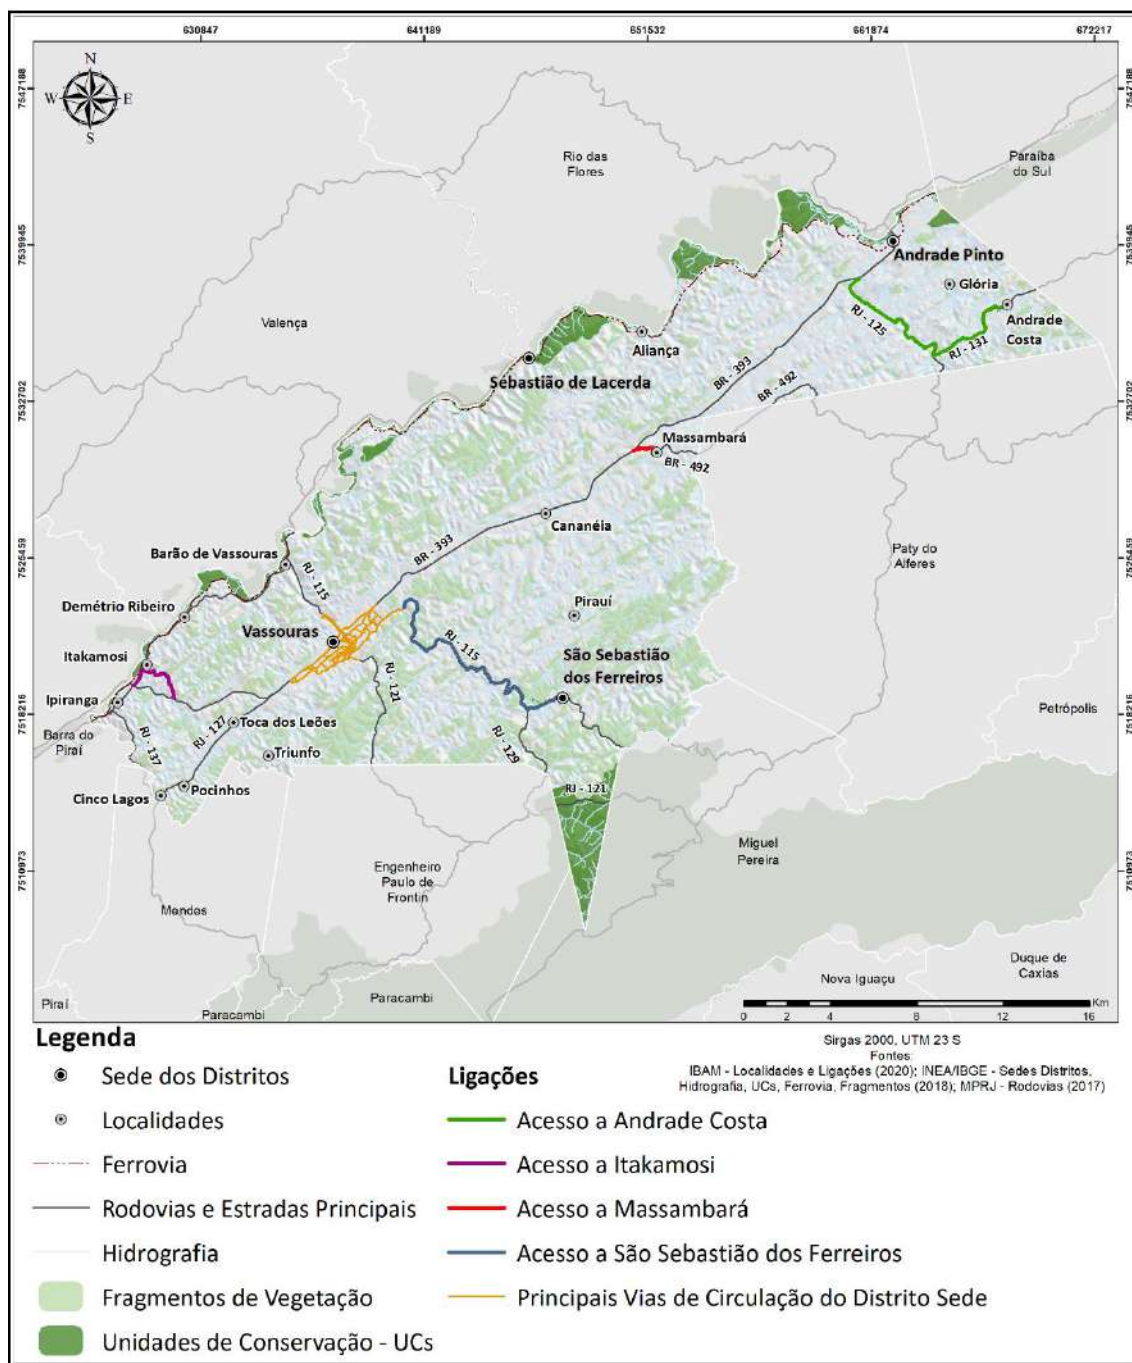 630847
641189
651532
661874
672217
7547188
7547188
N
W
E
S
Rio das
Flores
Paraíba
do Sul
7539945
7539945
Andrade Pinto
Glória
Valença
RJ - 125
Andrade
Costa
Aliança
RJ - 131
BR - 393
Sebastião de Lacerda
BR - 492
7532702
7532702
Massambará
BR - 492
Cananéia
BR - 393
Barão de Vassouras
7525459
7525459
Paty do
Alferes
RJ - 115
Demétrio Ribeiro
Pirauí
Vassouras
RJ - 115
São Sebastião
dos Ferreiros
Itakamosi
RJ - 121
Ipiranga
7518216
7518216
Petrópolis
Toca dos Leões
RJ - 127
Barra do
Piraí
RJ - 137
RJ - 129
Triunfo
Pocinhos
Cinco Lagos
RJ - 121
Miguel
Pereira
Engenheiro
Paulo de
Frontin
7510973
7510973
Mendes
Duque de
Caxias
Nova Iguaçu
Piraí
Paracambi
Paracambi
Km
0 2 4 8 12 16
Legenda
Sede dos Distritos
Localidades
Ferrovia
Rodovias e Estradas Principais
Hidrografia
Fragmentos de Vegetação
Unidades de Conservação - UCs
Sirgas 2000, UTM 23 S
Fontes:
IBAM - Localidades e Ligações (2020); INEA/IBGE - Sedes Distritos,
Hidrografia, UCs, Ferrovia, Fragmentos (2018); MPRJ - Rodovias (2017)
Ligações
Acesso a Andrade Costa
Acesso a Itakamosi
Acesso a Massambará
Acesso a São Sebastião dos Ferreiros
Principais Vias de Circulação do Distrito Sede